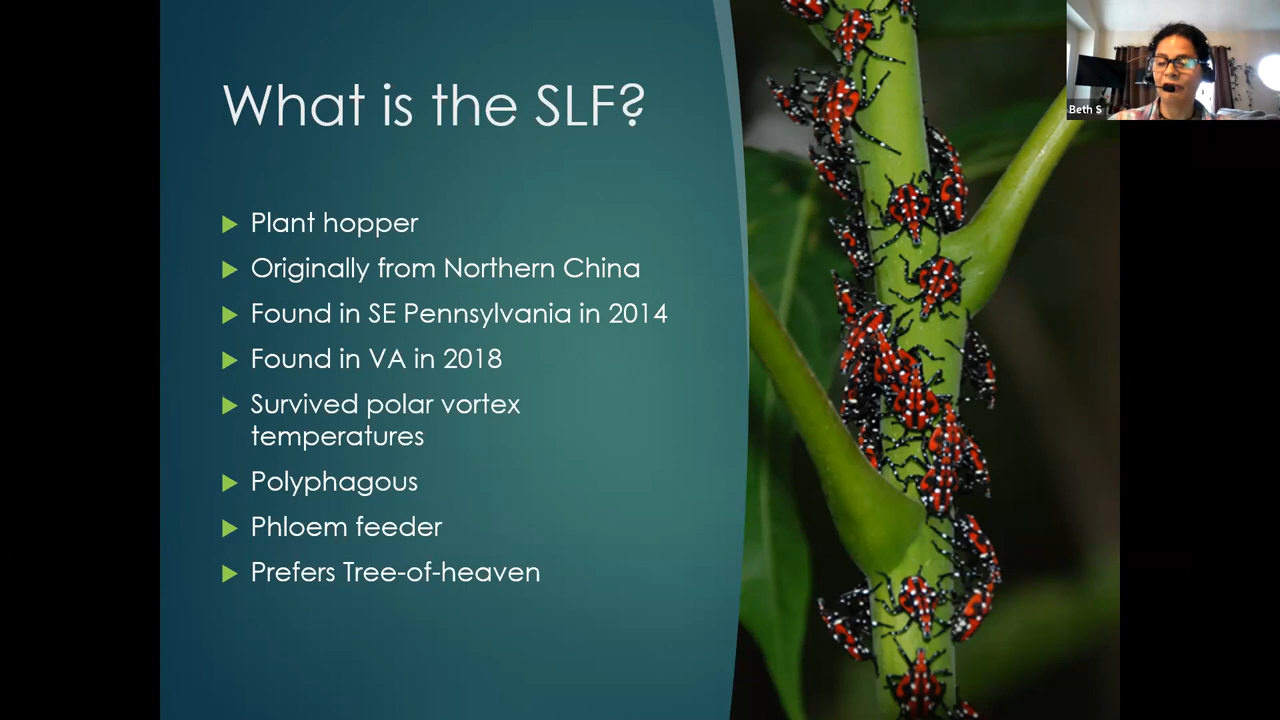 What is the SLF?
Plant hopper
Originally from Northern China
Found in SE Pennsylvania in 2014
Found in VA in 2018
Survived polar vortex
temperatures
Polyphagous
Phloem feeder
Prefers Tree-of-heaven
Beth S